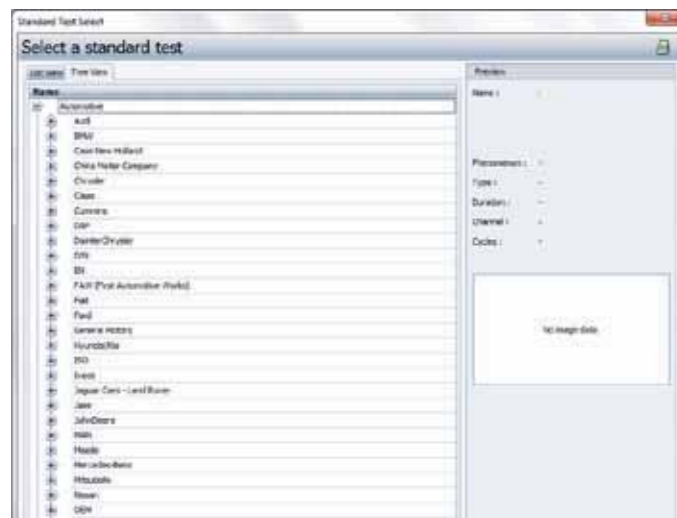 Standard Test Select
Select a standard test
List View Tree View
Name
Automotive
Audi
BMW
Case New Holland
China Motor Company
Chrysler
Claas
Cummins
DAF
DaimlerChrysler
EN
FAW (First Automotive Works)
Fiat
Ford
General Motors
Hyundai/Kia
ISO
Iveco
Jaguar Cars - Land Rover
Jaso
JohnDeere
MAN
Mazda
Mercedes-Benz
Mitsubishi
Nissan
OEM
Preview
Name : -
Phenomenon : -
Type : -
Duration : -
Channel : -
Cycles : -
No image data